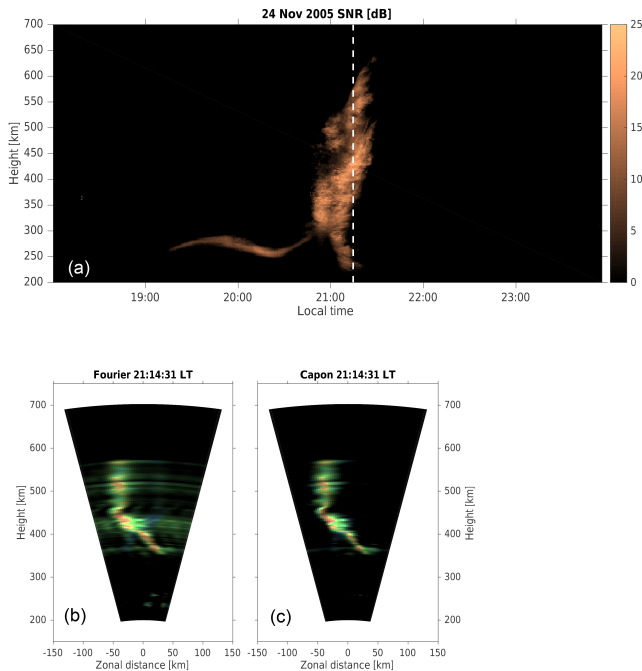 24 Nov 2005 SNR [dB]
700
650
600
550
500
450
400
350
300
250
200
Height [km]
(a)
19:00 20:00 21:00 22:00 23:00
Local time
25
20
15
10
5
0
Fourier 21:14:31 LT
700
600
500
400
300
200
Height [km]
(b)
-150 -100 -50 0 50 100 150
Zonal distance [km]
Capon 21:14:31 LT
700
600
500
400
300
200
Height [km]
(c)
-150 -100 -50 0 50 100 150
Zonal distance [km]